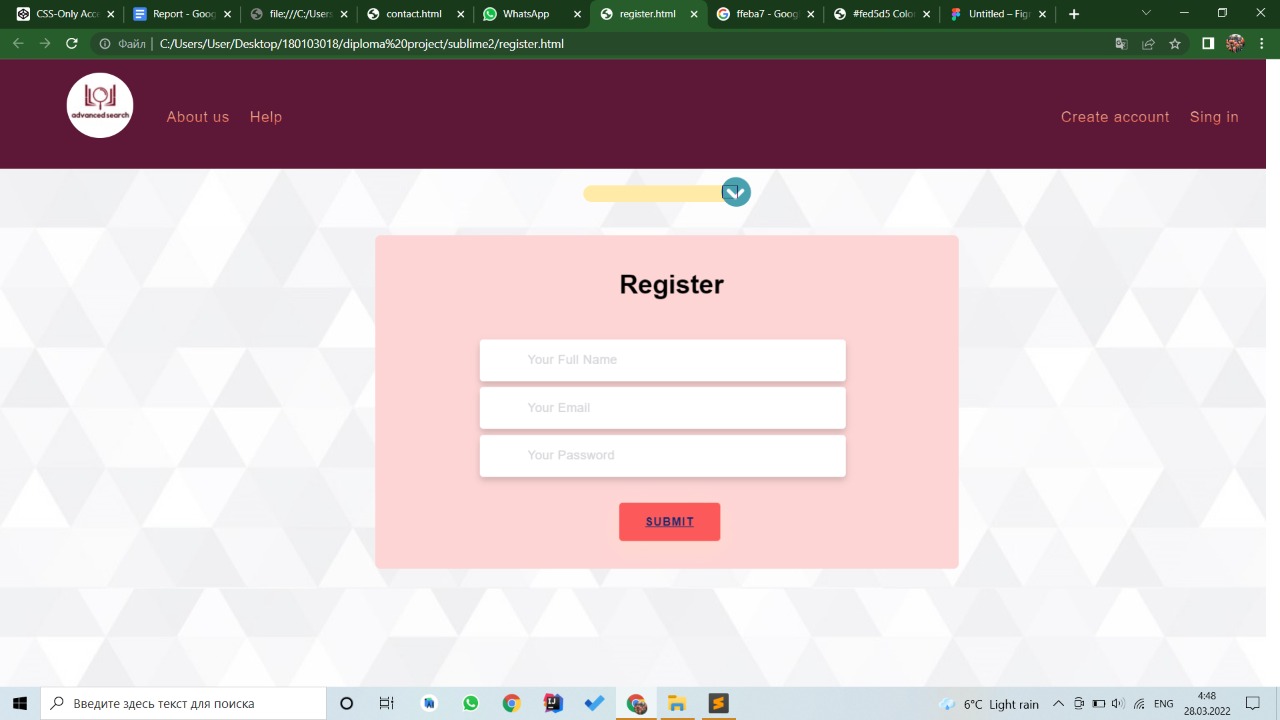 CSS-Only Acc
Report - Goog
file:///C:/Users
contact.html
WhatsApp
register.html
ffeba7 - Goog
#fed5d5 Colo
Untitled – Figr
Файл | C:/Users/User/Desktop/180103018/diploma%20project/sublime2/register.html
advancedsearch
About us Help
Create account Sing in
Register
Your Full Name
Your Email
Your Password
SUBMIT
Введите здесь текст для поиска
6°C Light rain
ENG
4:48
28.03.2022